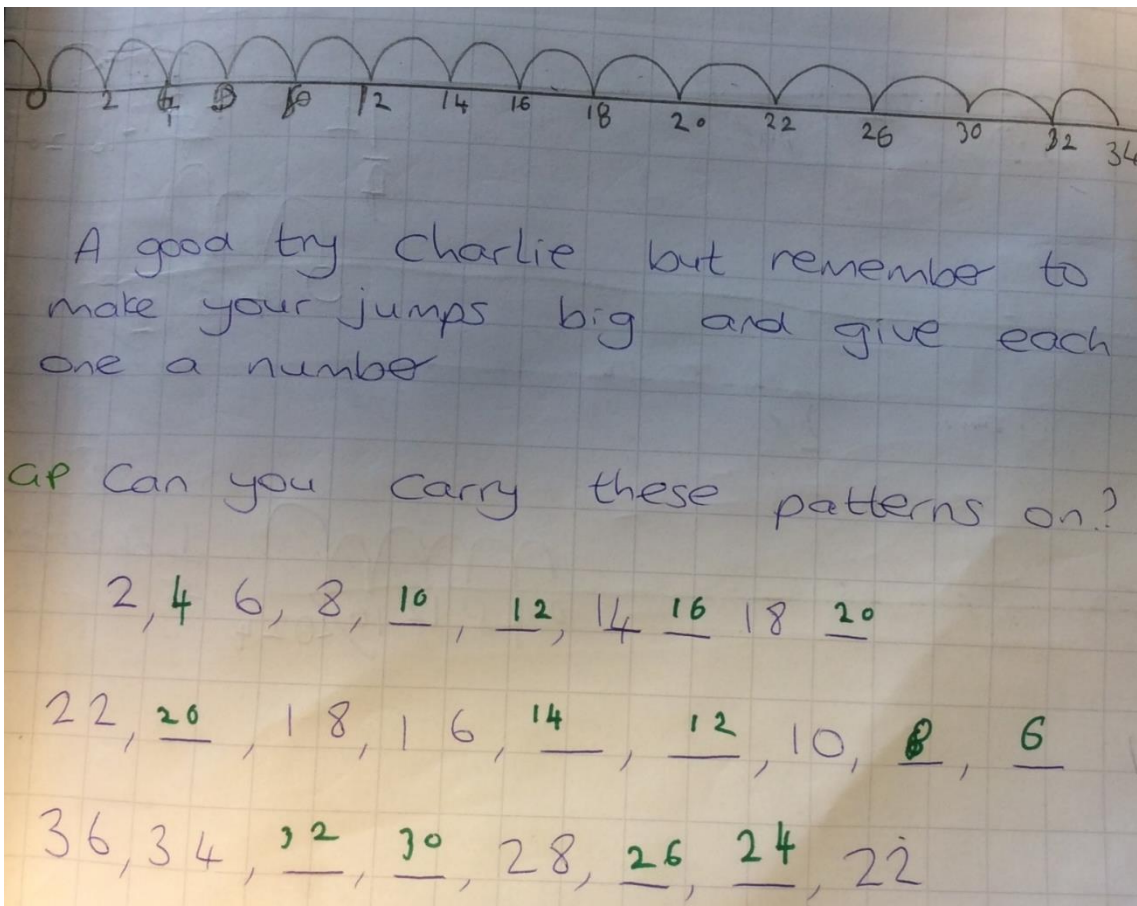 0 2 4 8 10 12 14 16 18 20 22 26 30 32 34
A good try Charlie but remember to
make your jumps big and give each
one a number
GP Can you carry these patterns on?
2, 4 6, 8, 10, 12, 14 16 18 20
22, 20, 18, 16, 14, 12, 10, 8, 6
36, 34, 32, 30, 28, 26, 24, 22